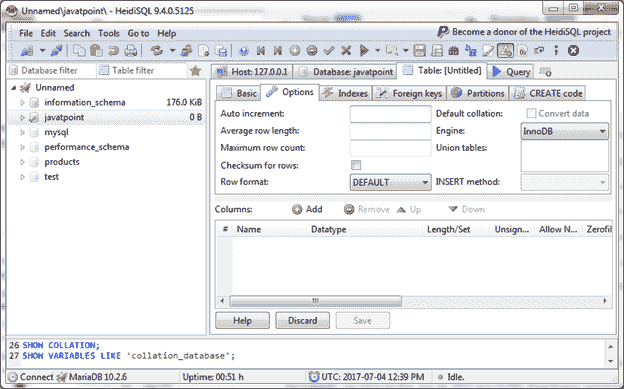 Unnamed\javatpoint\ - HeidiSQL 9.4.0.5125
File Edit Search Tools Go to Help
Become a donor of the HeidiSQL project
Database filter Table filter
Host: 127.0.0.1 Database: javatpoint Table: [Untitled] Query
Unnamed
information_schema 176.0 KiB
javatpoint 0 B
mysql
performance_schema
products
test
Basic Options Indexes Foreign keys Partitions CREATE code
Auto increment: Default collation: Convert data
Average row length: Engine: InnoDB
Maximum row count: Union tables:
Checksum for rows:
Row format: DEFAULT INSERT method:
Columns: Add Remove Up Down
# Name Datatype Length/Set Unsign... Allow N... Zerofil
Help Discard Save
26 SHOW COLLATION;
27 SHOW VARIABLES LIKE 'collation_database';
Connect MariaDB 10.2.6 Uptime: 00:51 h UTC: 2017-07-04 12:39 PM Idle.